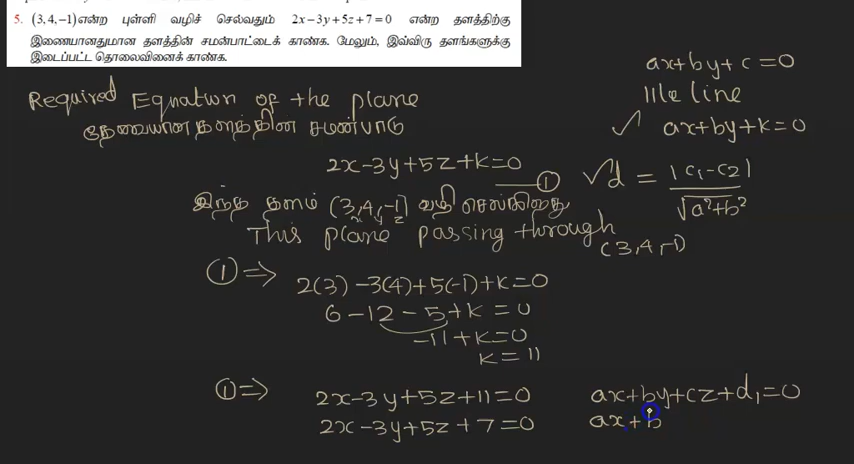 5. (3, 4, −1) என்ற புள்ளி வழிச் செல்வதும் 2x−3y+5z+7=0 என்ற தளத்திற்கு
இணையானதுமான தளத்தின் சமன்பாட்டைக் காண்க. மேலும், இவ்விரு தளங்களுக்கு
இடைப்பட்ட தொலைவினைக் காண்க.
ax+by+c=0
Required Equation of the plane
llle line
தேவையான தளத்தின் சமன்பாடு
✓ ax+by+k=0
2x-3y+5z+k=0 —— ①
✓d = |c1-c2| / √a²+b²
இந்த தளம் (3,4,-1) வழி செல்கிறது
x y z
This plane passing through
(3,4,-1)
① ⇒ 2(3) -3(4)+5(-1)+k=0
6-12-5+k=0
-11+k=0
k=11
① ⇒ 2x-3y+5z+11=0
ax+by+cz+d1=0
2x-3y+5z+7=0
ax+b